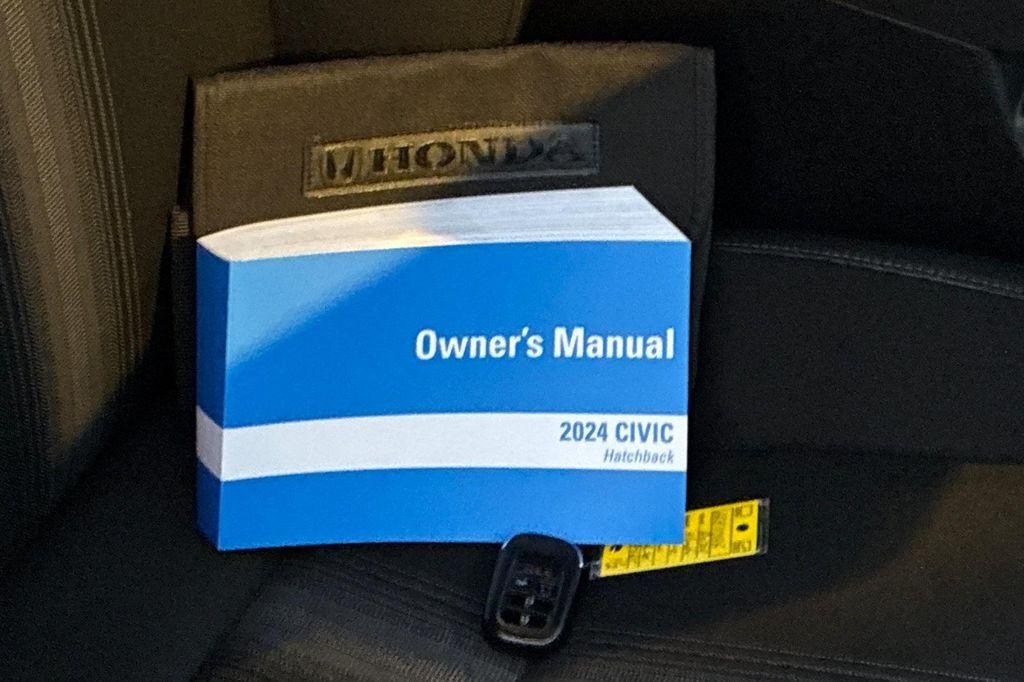 HONDA
Owner's Manual
2024 CIVIC
Hatchback